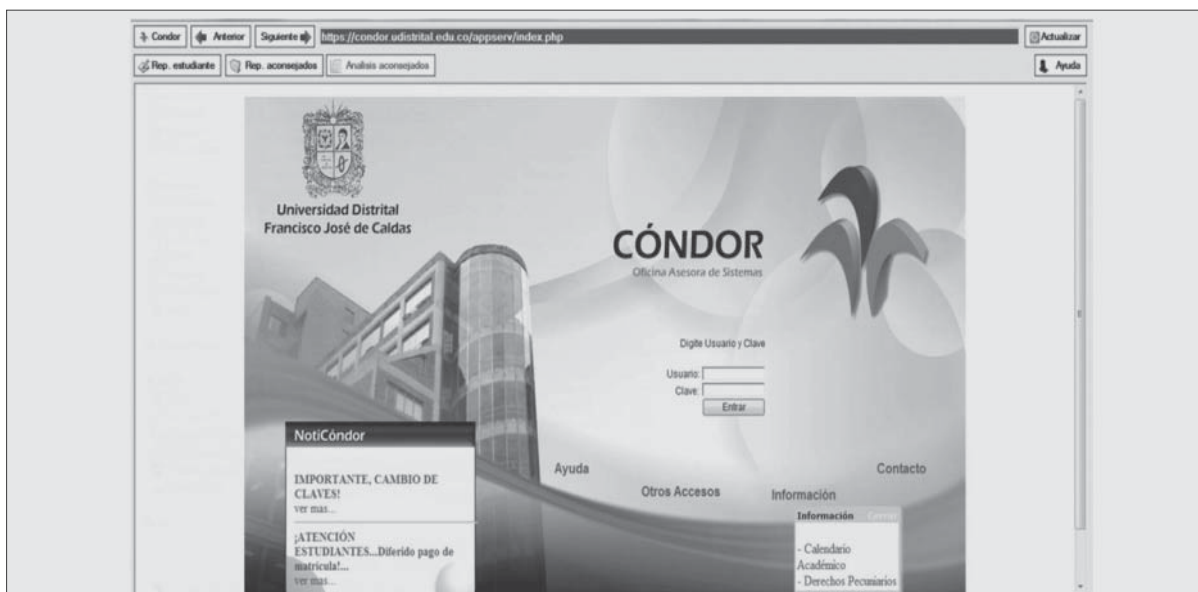 Condor Anterior Siguiente https://condor.udistrital.edu.co/appserv/index.php Actualizar
Rep. estudiante Rep. aconsejados Analisis aconsejados Ayuda
Universidad Distrital
Francisco José de Caldas
CÓNDOR
Oficina Asesora de Sistemas
Digite Usuario y Clave
Usuario:
Clave:
Entrar
NotiCóndor
IMPORTANTE, CAMBIO DE
CLAVES!
ver mas...
¡ATENCIÓN
ESTUDIANTES...Diferido pago de
matricula!...
ver mas...
Ayuda
Otros Accesos
Información
Contacto
Información Cerrar
- Calendario
Académico
- Derechos Pecuniarios